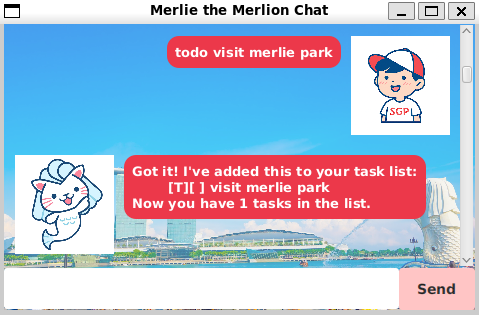 Merlie the Merlion Chat
todo visit merlie park
SGP
Got it! I've added this to your task list:
[T][ ] visit merlie park
Now you have 1 tasks in the list.
Send